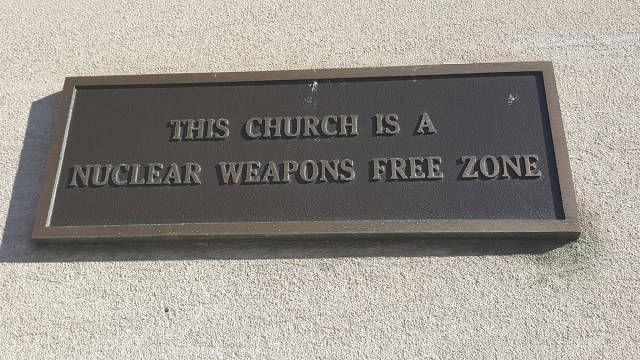 THIS CHURCH IS A
NUCLEAR WEAPONS FREE ZONE